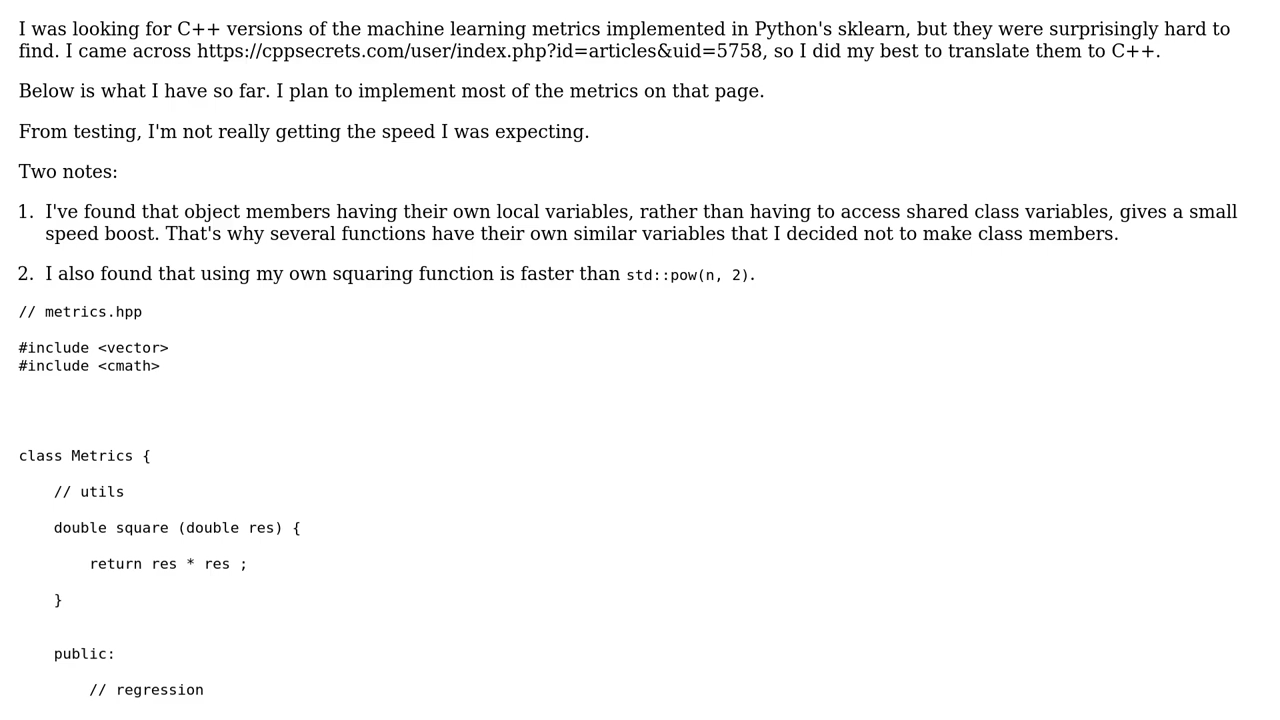 I was looking for C++ versions of the machine learning metrics implemented in Python's sklearn, but they were surprisingly hard to
find. I came across https://cppsecrets.com/user/index.php?id=articles&uid=5758, so I did my best to translate them to C++.
Below is what I have so far. I plan to implement most of the metrics on that page.
From testing, I'm not really getting the speed I was expecting.
Two notes:
1. I've found that object members having their own local variables, rather than having to access shared class variables, gives a small
speed boost. That's why several functions have their own similar variables that I decided not to make class members.
2. I also found that using my own squaring function is faster than std::pow(n, 2).
// metrics.hpp
#include <vector>
#include <cmath>
class Metrics {
// utils
double square (double res) {
return res * res ;
}
public:
// regression